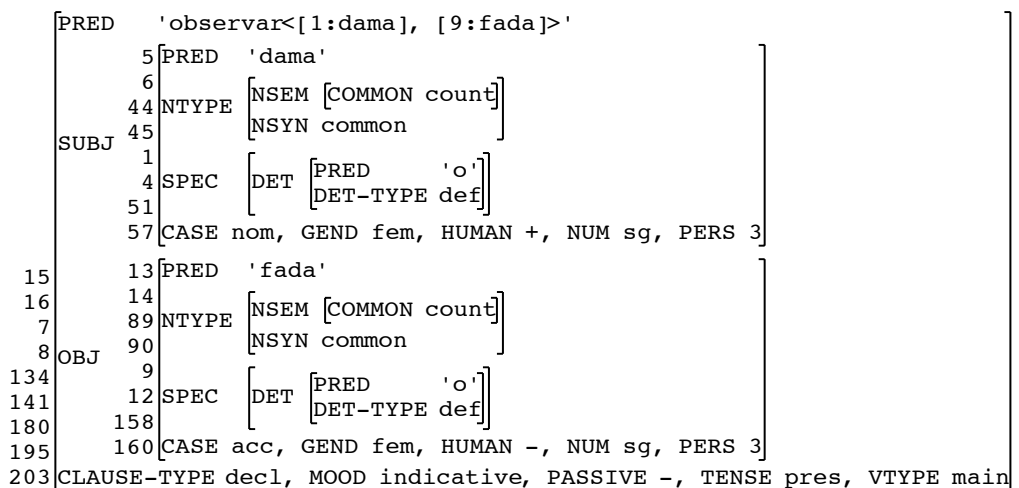 PRED 'observar<[1:dama], [9:fada]>'
5 PRED 'dama'
6
NSEM [COMMON count]
44 NTYPE
45 NSYN common
SUBJ
1
PRED 'o'
4 SPEC DET
DET-TYPE def
51
57 CASE nom, GEND fem, HUMAN +, NUM sg, PERS 3
15 13 PRED 'fada'
16 14
NSEM [COMMON count]
7 89 NTYPE
8 90 NSYN common
OBJ
134 9
PRED 'o'
141 12 SPEC DET
DET-TYPE def
180 158
195 160 CASE acc, GEND fem, HUMAN -, NUM sg, PERS 3
203 CLAUSE-TYPE decl, MOOD indicative, PASSIVE -, TENSE pres, VTYPE main